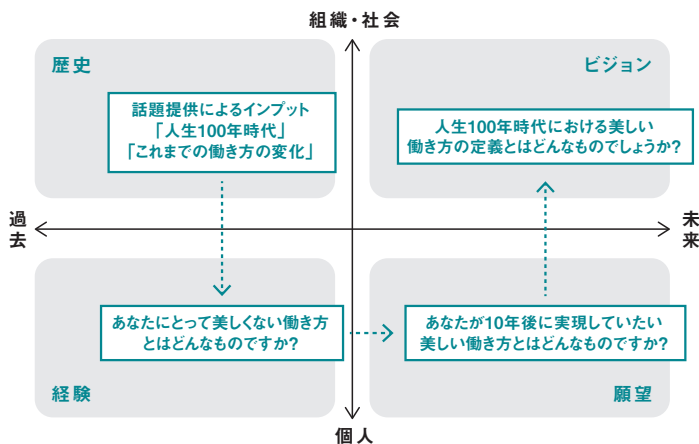 組織・社会
歴史
話題提供によるインプット
「人生100年時代」
「これまでの働き方の変化」
ビジョン
人生100年時代における美しい
働き方の定義とはどんなものでしょうか?
過去
未来
あなたにとって美しくない働き方
とはどんなものですか?
経験
あなたが10年後に実現していたい
美しい働き方とはどんなものですか?
願望
個人